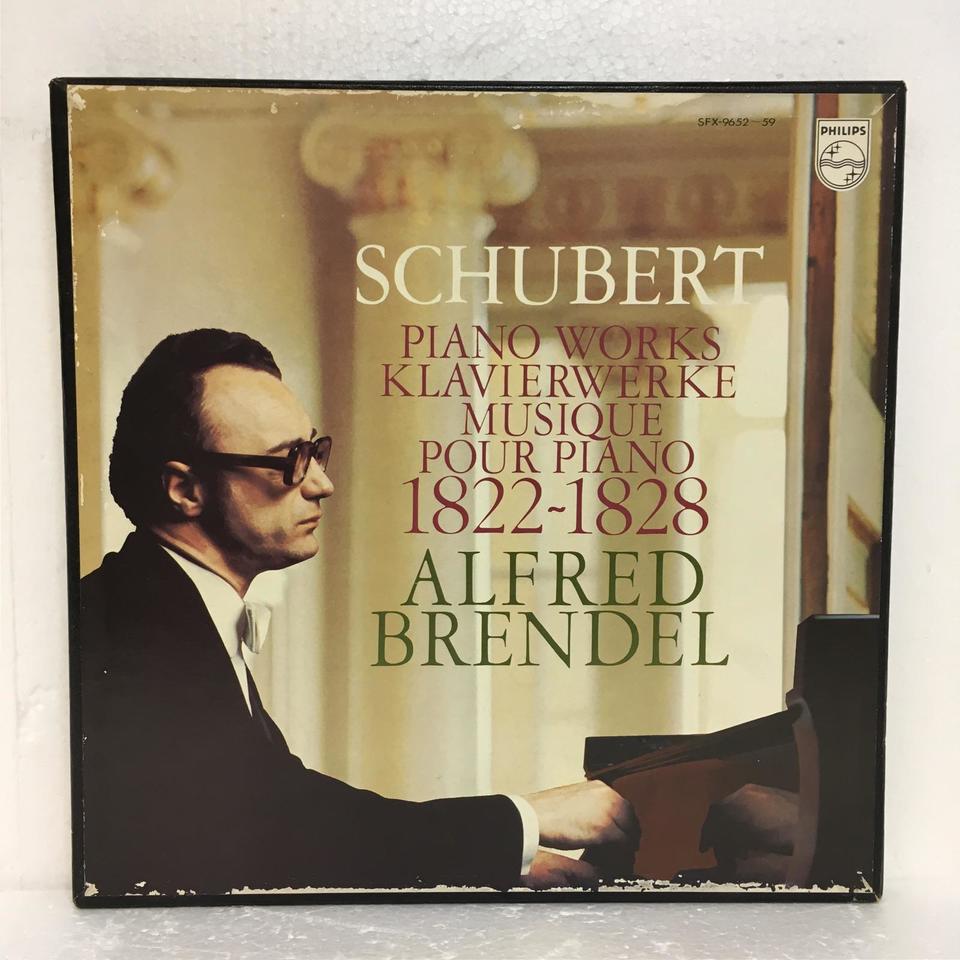 SFX-9652—59
PHILIPS
SCHUBERT
PIANO WORKS
KLAVIERWERKE
MUSIQUE
POUR PIANO
1822~1828
ALFRED
BRENDEL